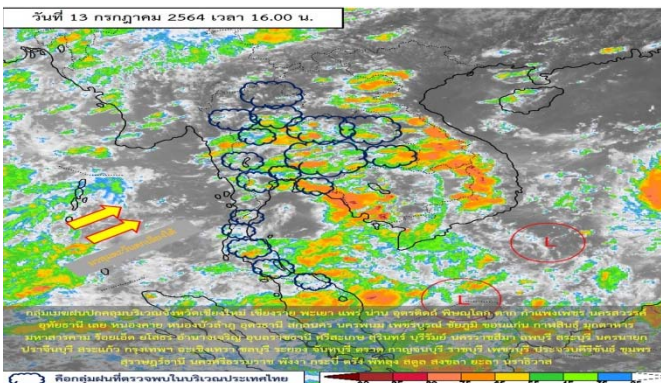 วันที่ 13 กรกฎาคม 2564 เวลา 16.00 น.
L
L
กลุ่มเมฆฝนปกคลุมบริเวณจังหวัดเชียงใหม่ เชียงราย พะเยา แพร่ น่าน อุตรดิตถ์ พิษณุโลก ตาก กำแพงเพชร นครสวรรค์
อุทัยธานี เลย หนองคาย หนองบัวลำภู อุดรธานี สกลนคร นครพนม เพชรบูรณ์ ชัยภูมิ ขอนแก่น กาฬสินธุ์ มุกดาหาร
มหาสารคาม ร้อยเอ็ด ยโสธร อำนาจเจริญ อุบลราชธานี ศรีสะเกษ สุรินทร์ บุรีรัมย์ นครราชสีมา ลพบุรี สระบุรี นครนายก
ปราจีนบุรี สระแก้ว กรุงเทพฯ ฉะเชิงเทรา ชลบุรี ระยอง จันทบุรี ตราด กาญจนบุรี ราชบุรี เพชรบุรี ประจวบคีรีขันธ์ ชุมพร
สุราษฎร์ธานี นครศรีธรรมราช พังงา กระบี่ ตรัง พัทลุง สตูล สงขลา ยะลา นราธิวาส
คือกลุ่มฝนที่ตรวจพบในบริเวณประเทศไทย